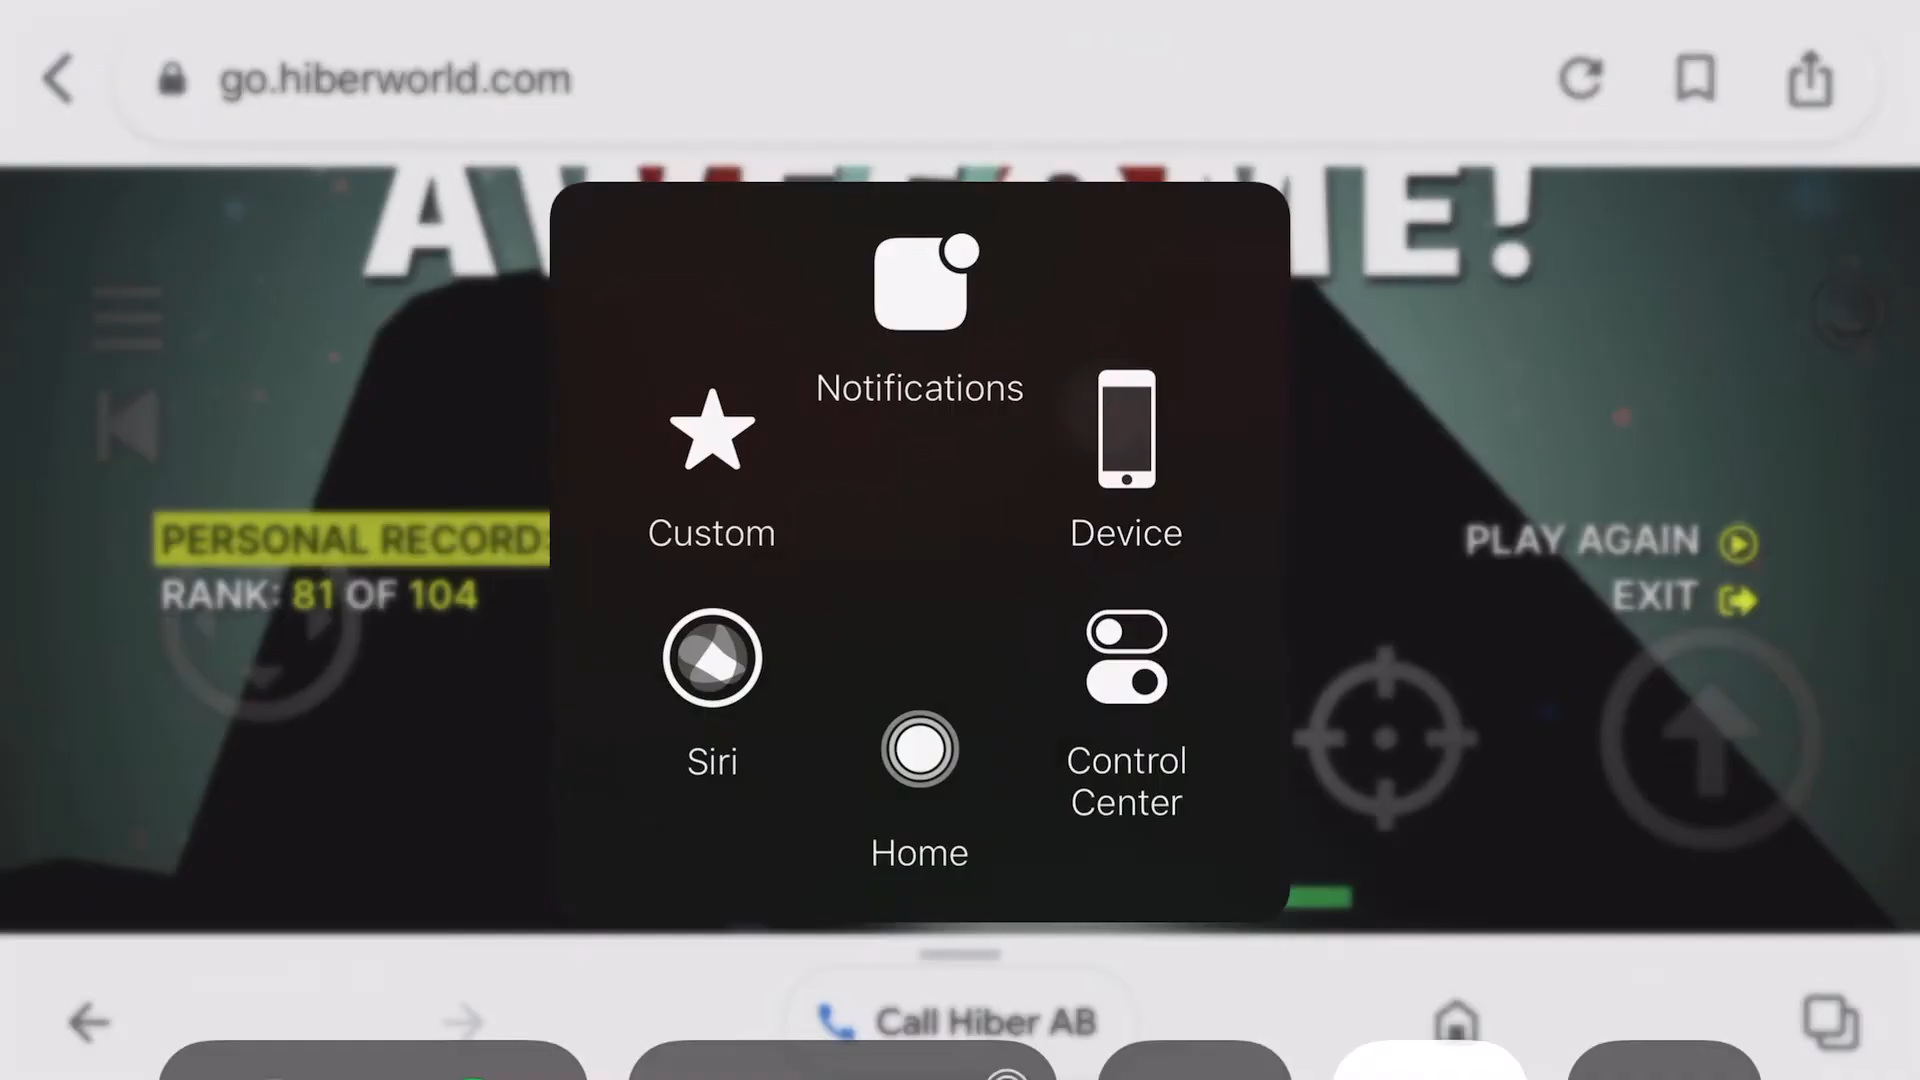 go.hiberworld.com
Notifications
Custom
Device
PERSONAL RECORD:
RANK: 81 OF 104
PLAY AGAIN
EXIT
Siri
Control
Center
Home
Call Hiber AB